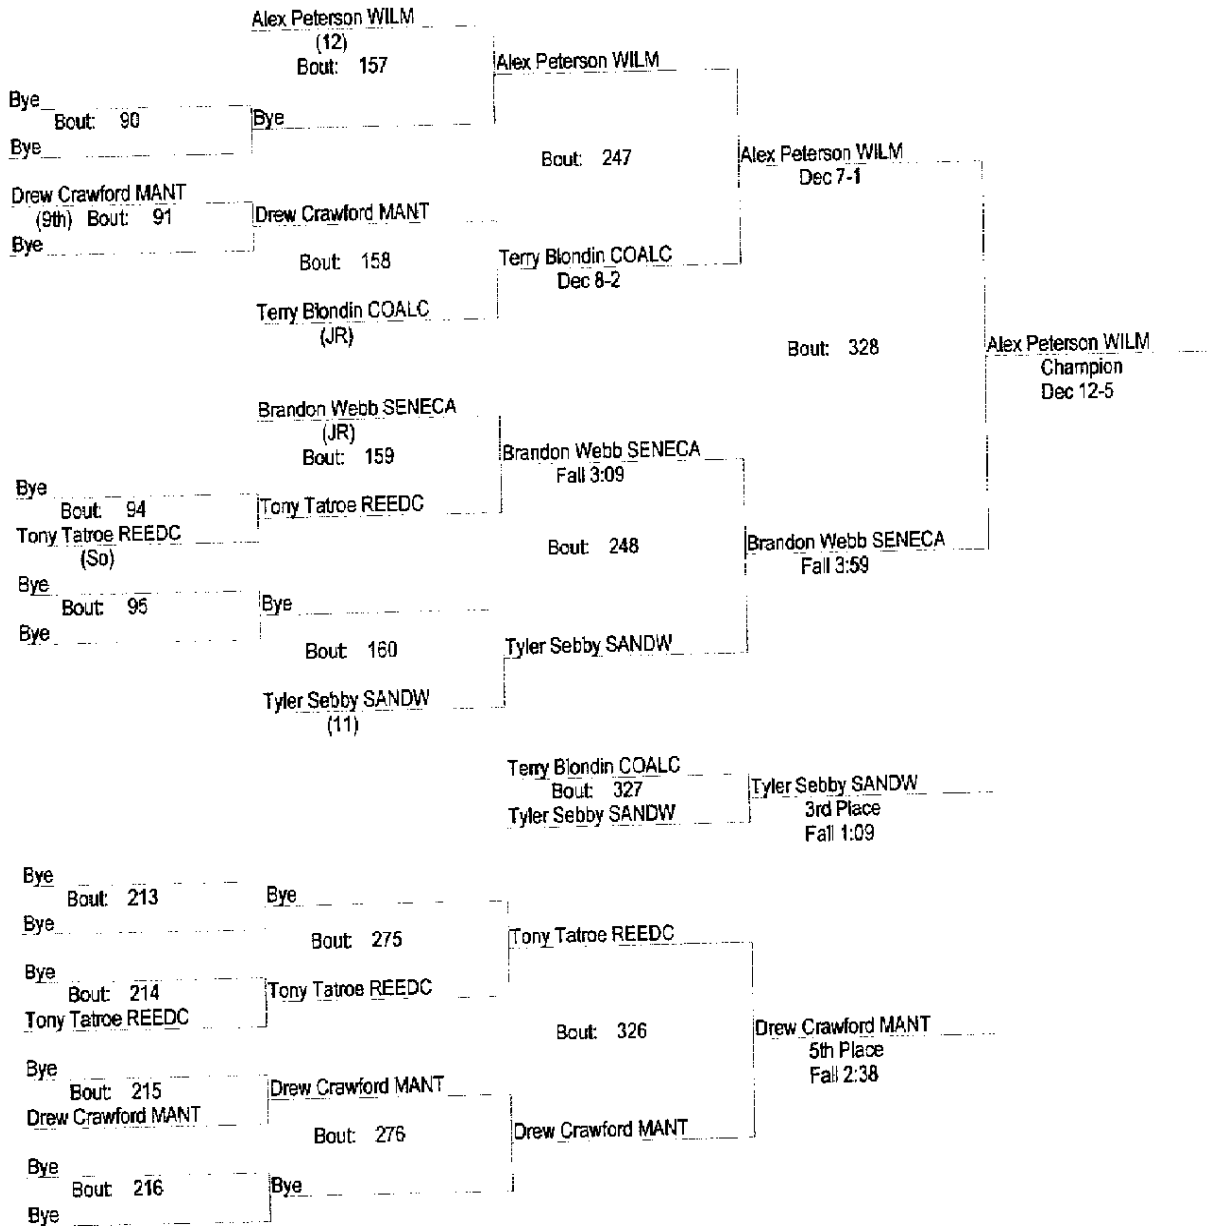 Alex Peterson WILM
(12)
Bout: 157
Alex Peterson WILM
Bye
Bout: 90
Bye
Bye
Bout: 247
Alex Peterson WILM
Dec 7-1
Drew Crawford MANT
(9th) Bout: 91
Drew Crawford MANT
Bye
Bout: 158
Terry Blondin COALC
Dec 8-2
Terry Blondin COALC
(JR)
Bout: 328
Alex Peterson WILM
Champion
Dec 12-5
Brandon Webb SENECA
(JR)
Bout: 159
Brandon Webb SENECA
Fall 3:09
Bye
Bout: 94
Tony Tatroe REEDC
Tony Tatroe REEDC
(So)
Bout: 248
Brandon Webb SENECA
Fall 3:59
Bye
Bout: 95
Bye
Bye
Bout: 160
Tyler Sebby SANDW
Tyler Sebby SANDW
(11)
Terry Blondin COALC
Bout: 327
Tyler Sebby SANDW
Tyler Sebby SANDW
3rd Place
Fall 1:09
Bye
Bout: 213
Bye
Bye
Bout: 275
Tony Tatroe REEDC
Bye
Bout: 214
Tony Tatroe REEDC
Tony Tatroe REEDC
Bout: 326
Drew Crawford MANT
5th Place
Fall 2:38
Bye
Bout: 215
Drew Crawford MANT
Drew Crawford MANT
Bout: 276
Drew Crawford MANT
Bye
Bout: 216
Bye
Bye